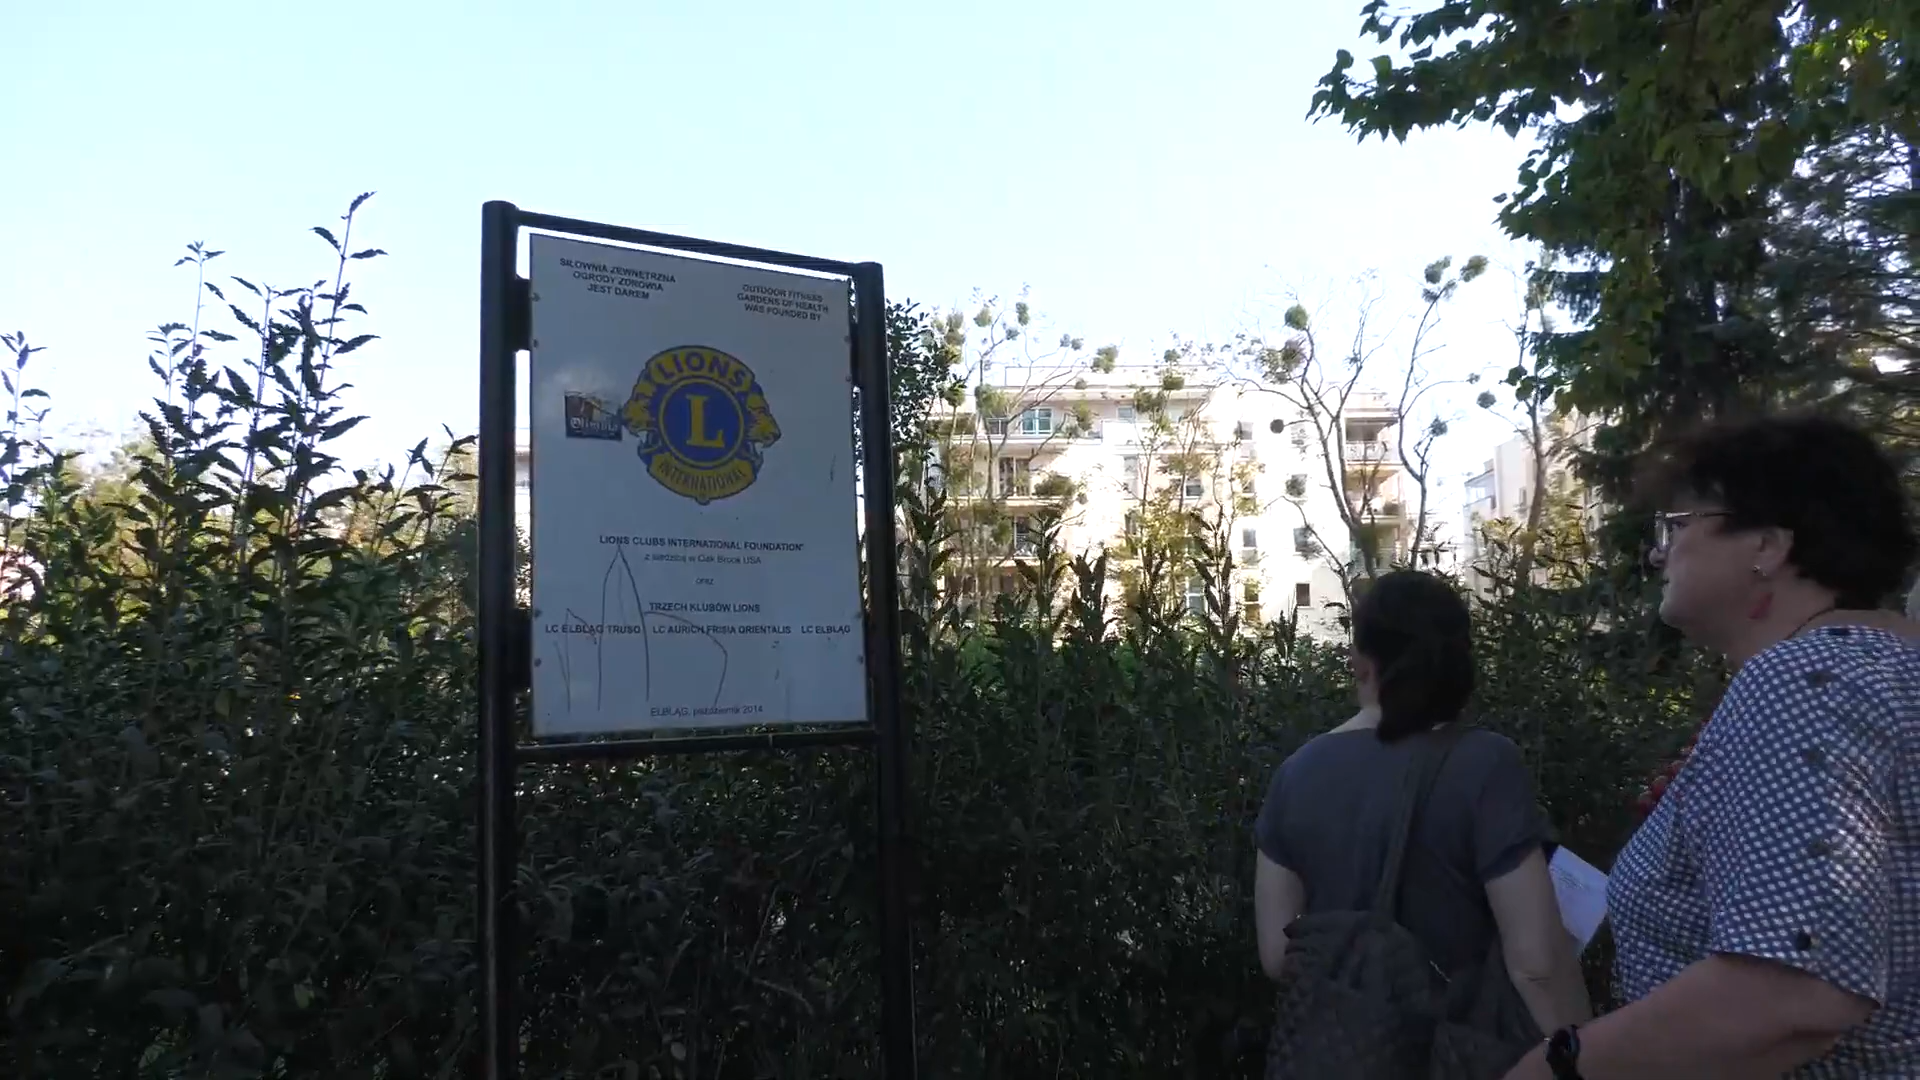 SIŁOWNIA ZEWNĘTRZNA
OGRODY ZDROWIA
JEST DAREM
OUTDOOR FITNESS
GARDENS OF HEALTH
WAS FOUNDED BY
LIONS
L
INTERNATIONAL
Olimpia
LIONS CLUBS INTERNATIONAL FOUNDATION
z siedzibą w Oak Brook USA
oraz
TRZECH KLUBÓW LIONS
LC ELBLĄG TRUSO LC AURICH FRISIA ORIENTALIS LC ELBLĄG
ELBLĄG, październik 2014